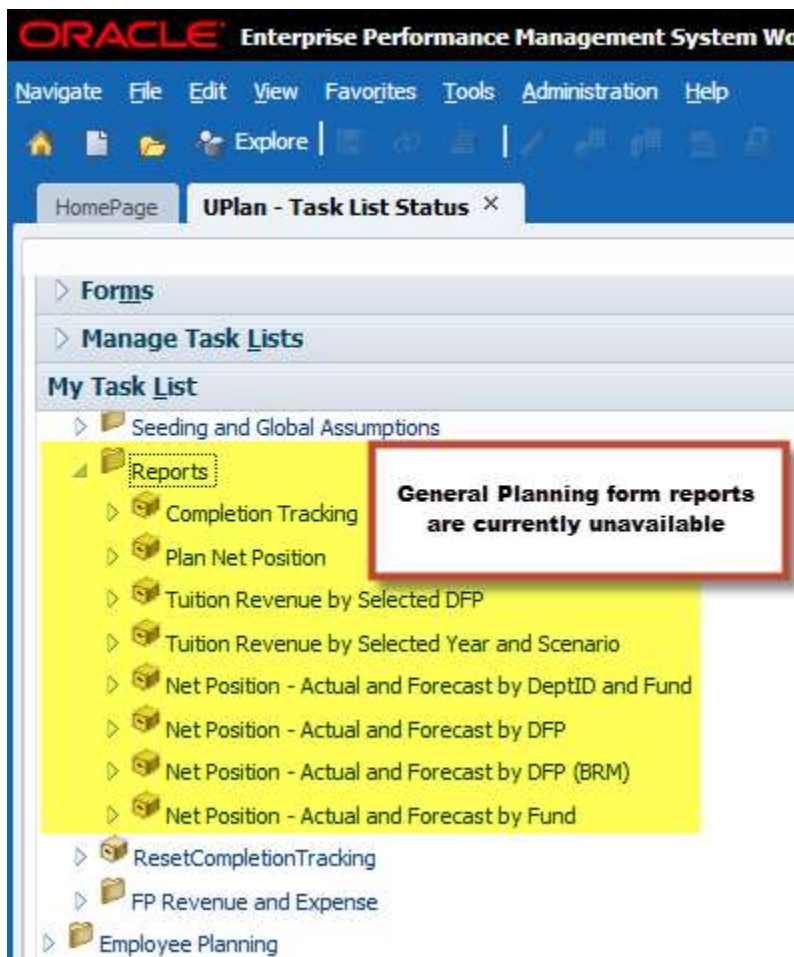 ORACLE Enterprise Performance Management System Wo
Navigate File Edit View Favorites Tools Administration Help
Explore
HomePage UPlan - Task List Status ×
Forms
Manage Task Lists
My Task List
Seeding and Global Assumptions
Reports
General Planning form reports
are currently unavailable
Completion Tracking
Plan Net Position
Tuition Revenue by Selected DFP
Tuition Revenue by Selected Year and Scenario
Net Position - Actual and Forecast by DeptID and Fund
Net Position - Actual and Forecast by DFP
Net Position - Actual and Forecast by DFP (BRM)
Net Position - Actual and Forecast by Fund
ResetCompletionTracking
FP Revenue and Expense
Employee Planning